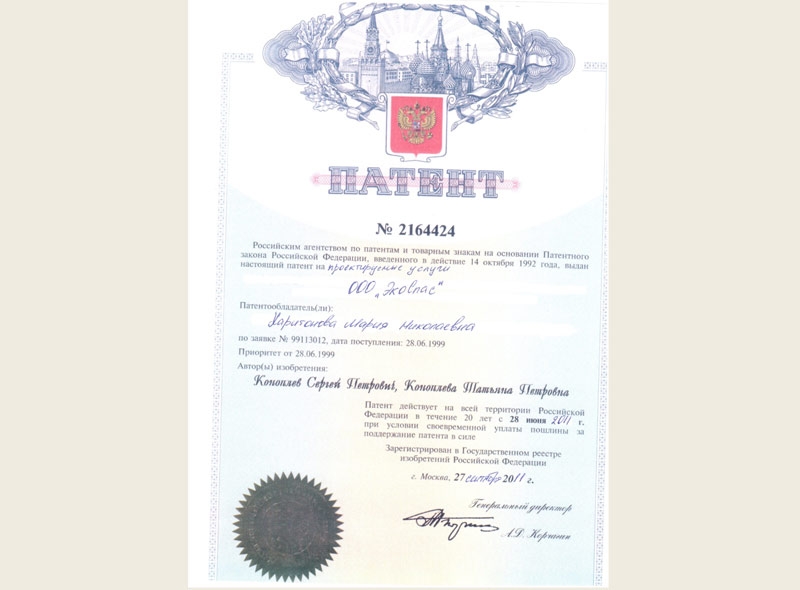 ПАТЕНТ
№ 2164424
Российским агентством по патентам и товарным знакам на основании Патентного
закона Российской Федерации, введенного в действие 14 октября 1992 года, выдан
настоящий патент на проектируемые услуги
ООО „Эковпас"
Патентообладатель(ли):
Харитонова Мария Николаевна
по заявке № 99113012, дата поступления: 28.06.1999
Приоритет от 28.06.1999
Автор(ы) изобретения:
Коноплев Сергей Петрович, Коноплева Татьяна Петровна
Патент действует на всей территории Российской
Федерации в течение 20 лет с 28 июня 2011 г.
при условии своевременной уплаты пошлины за
поддержание патента в силе
Зарегистрирован в Государственном реестре
изобретений Российской Федерации
г. Москва, 27 сентября 2011 г.
Генеральный директор
А.Д. Корчагин